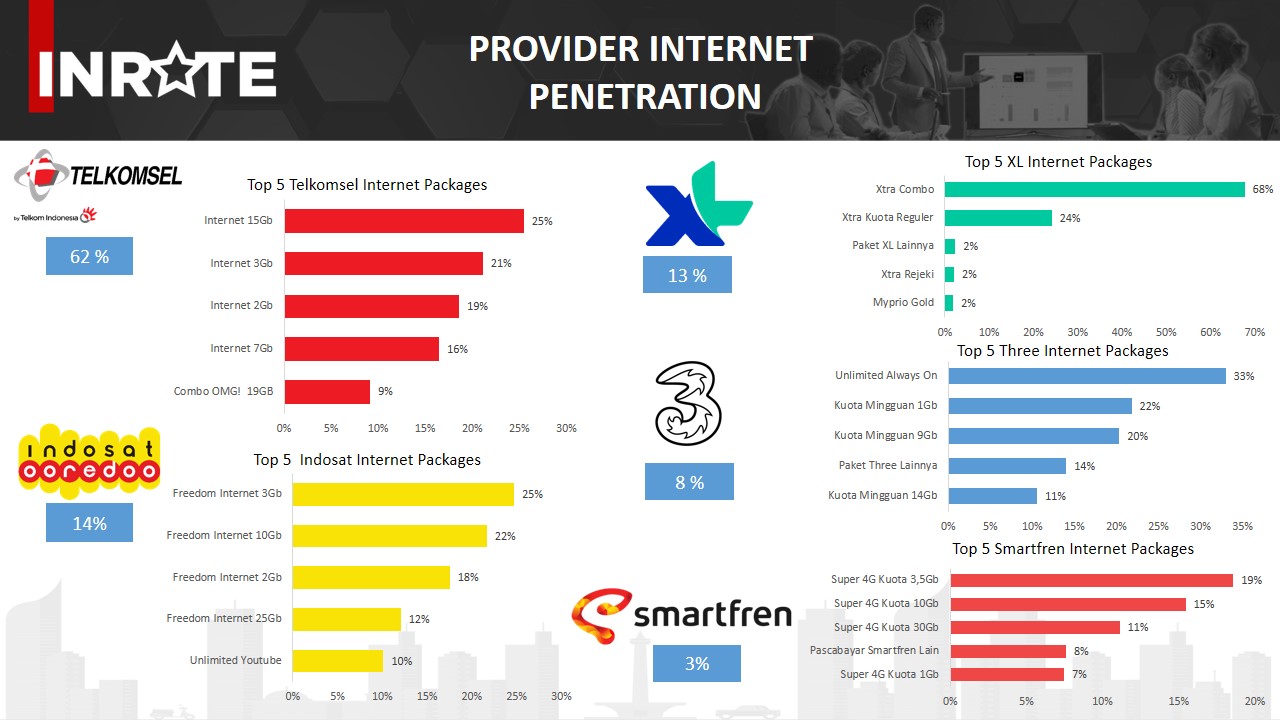 INRATE
PROVIDER INTERNET
PENETRATION
TELKOMSEL
by Telkom Indonesia
62 %
Top 5 Telkomsel Internet Packages
Internet 15Gb 25%
Internet 3Gb 21%
Internet 2Gb 19%
Internet 7Gb 16%
Combo OMG! 19GB 9%
0% 5% 10% 15% 20% 25% 30%
indosat
ooredoo
14%
Top 5 Indosat Internet Packages
Freedom Internet 3Gb 25%
Freedom Internet 10Gb 22%
Freedom Internet 2Gb 18%
Freedom Internet 25Gb 12%
Unlimited Youtube 10%
0% 5% 10% 15% 20% 25% 30%
XL
13 %
Top 5 XL Internet Packages
Xtra Combo 68%
Xtra Kuota Reguler 24%
Paket XL Lainnya 2%
Xtra Rejeki 2%
Myprio Gold 2%
0% 10% 20% 30% 40% 50% 60% 70%
3
8 %
Top 5 Three Internet Packages
Unlimited Always On 33%
Kuota Mingguan 1Gb 22%
Kuota Mingguan 9Gb 20%
Paket Three Lainnya 14%
Kuota Mingguan 14Gb 11%
0% 5% 10% 15% 20% 25% 30% 35%
smartfren
3%
Top 5 Smartfren Internet Packages
Super 4G Kuota 3,5Gb 19%
Super 4G Kuota 10Gb 15%
Super 4G Kuota 30Gb 11%
Pascabayar Smartfren Lain 8%
Super 4G Kuota 1Gb 7%
0% 5% 10% 15% 20%